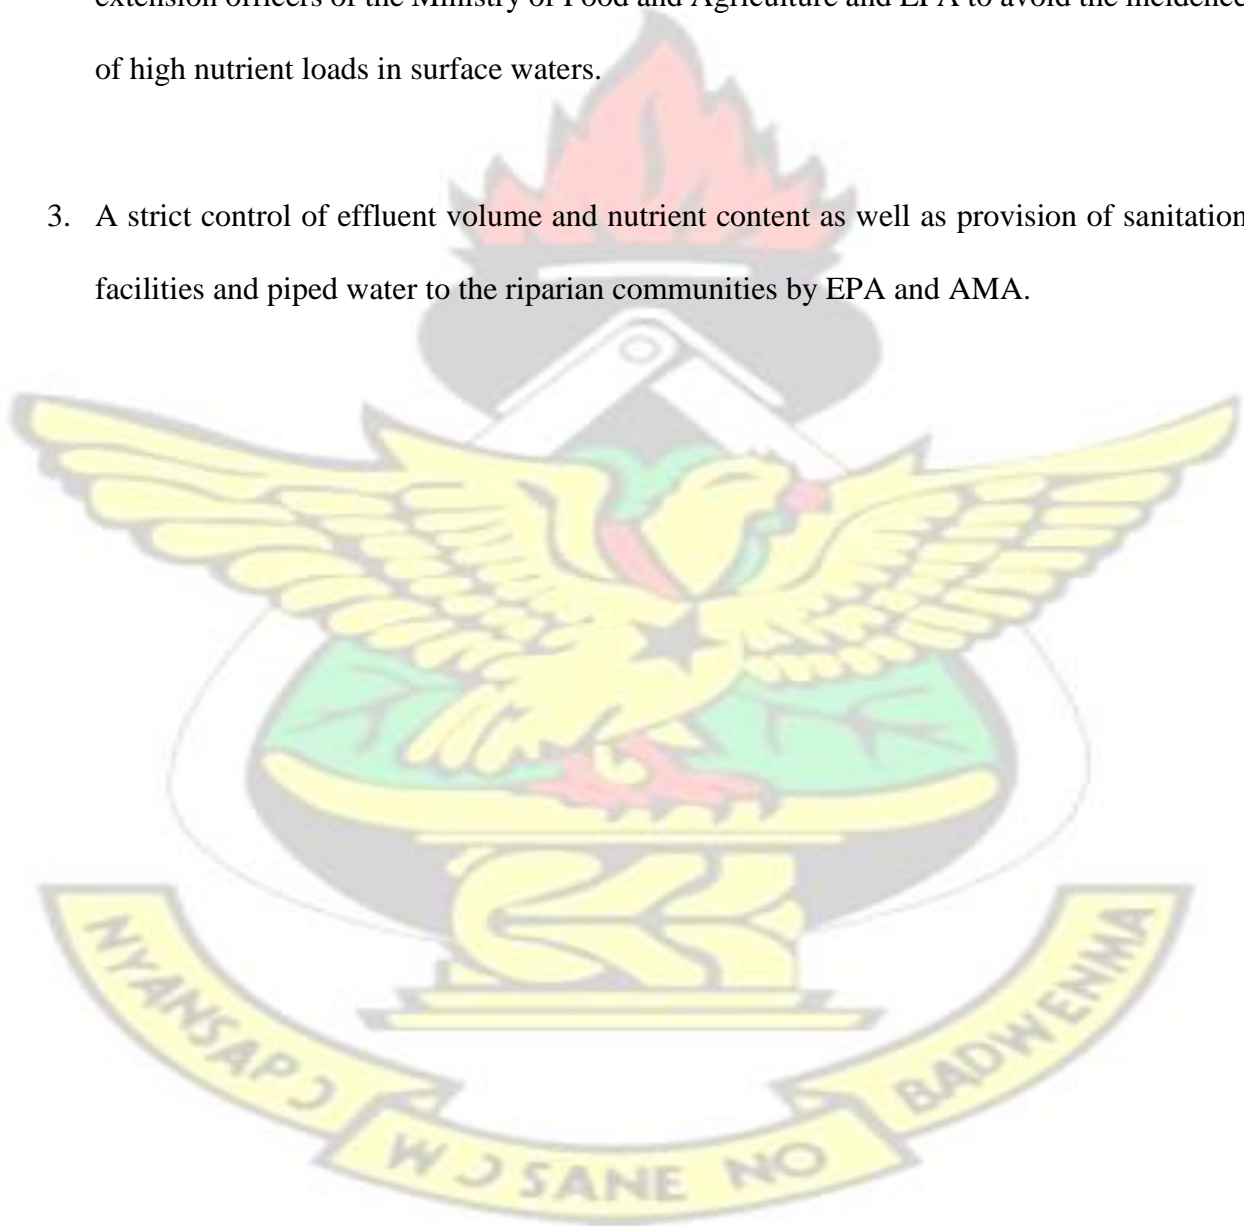 extension officers of the Ministry of Food and Agriculture and EPA to avoid the incidence
of high nutrient loads in surface waters.
3. A strict control of effluent volume and nutrient content as well as provision of sanitation
facilities and piped water to the riparian communities by EPA and AMA.
NYANSAPƆ
WƆSANE NO
BADWENMA